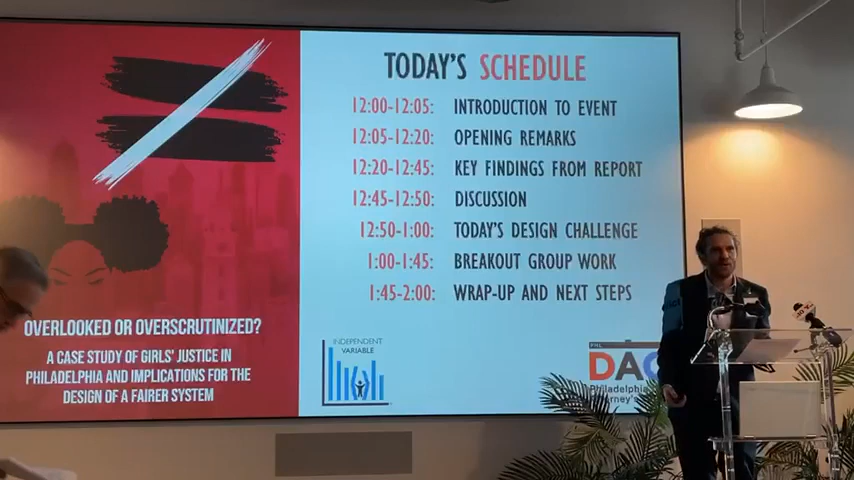 TODAY'S SCHEDULE
12:00-12:05: INTRODUCTION TO EVENT
12:05-12:20: OPENING REMARKS
12:20-12:45: KEY FINDINGS FROM REPORT
12:45-12:50: DISCUSSION
12:50-1:00: TODAY'S DESIGN CHALLENGE
1:00-1:45: BREAKOUT GROUP WORK
1:45-2:00: WRAP-UP AND NEXT STEPS
OVERLOOKED OR OVERSCRUTINIZED?
A CASE STUDY OF GIRLS' JUSTICE IN
PHILADELPHIA AND IMPLICATIONS FOR THE
DESIGN OF A FAIRER SYSTEM
INDEPENDENT
VARIABLE
PHL
DAO
Philadelphia